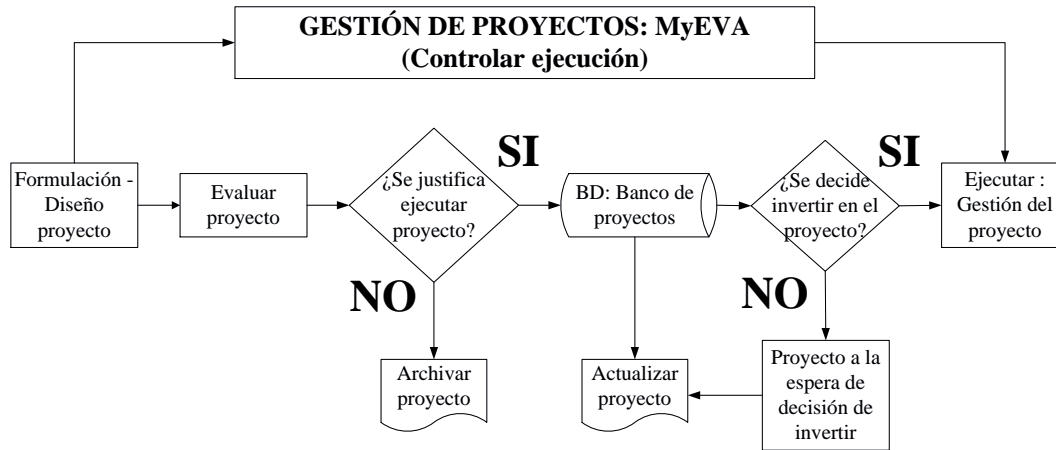 GESTIÓN DE PROYECTOS: MyEVA
(Controlar ejecución)
Formulación -
Diseño
proyecto
Evaluar
proyecto
¿Se justifica
ejecutar
proyecto?
SI
NO
Archivar
proyecto
BD: Banco de
proyectos
Actualizar
proyecto
¿Se decide
invertir en el
proyecto?
SI
NO
Proyecto a la
espera de
decisión de
invertir
Ejecutar :
Gestión del
proyecto